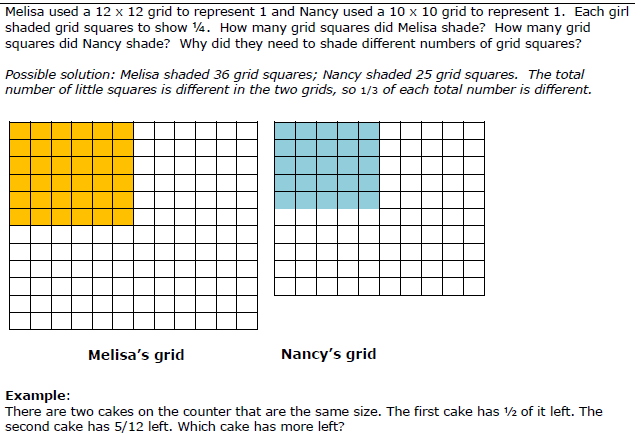 Melisa used a 12 x 12 grid to represent 1 and Nancy used a 10 x 10 grid to represent 1. Each girl
shaded grid squares to show ¼. How many grid squares did Melisa shade? How many grid
squares did Nancy shade? Why did they need to shade different numbers of grid squares?
Possible solution: Melisa shaded 36 grid squares; Nancy shaded 25 grid squares. The total
number of little squares is different in the two grids, so 1/3 of each total number is different.
Melisa's grid
Nancy's grid
Example:
There are two cakes on the counter that are the same size. The first cake has ½ of it left. The
second cake has 5/12 left. Which cake has more left?